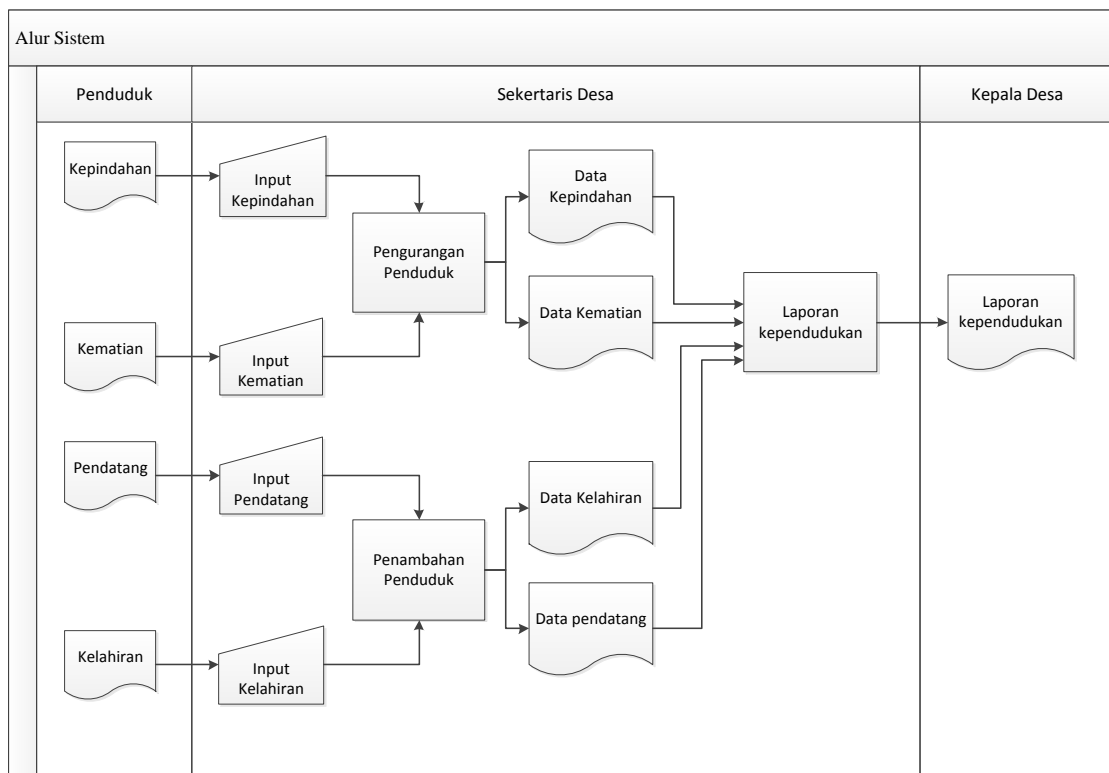 Alur Sistem
Penduduk
Sekertaris Desa
Kepala Desa
Kepindahan
Input
Kepindahan
Pengurangan
Penduduk
Data
Kepindahan
Kematian
Input
Kematian
Data Kematian
Laporan
kependudukan
Laporan
kependudukan
Pendatang
Input
Pendatang
Penambahan
Penduduk
Data Kelahiran
Data pendatang
Kelahiran
Input
Kelahiran